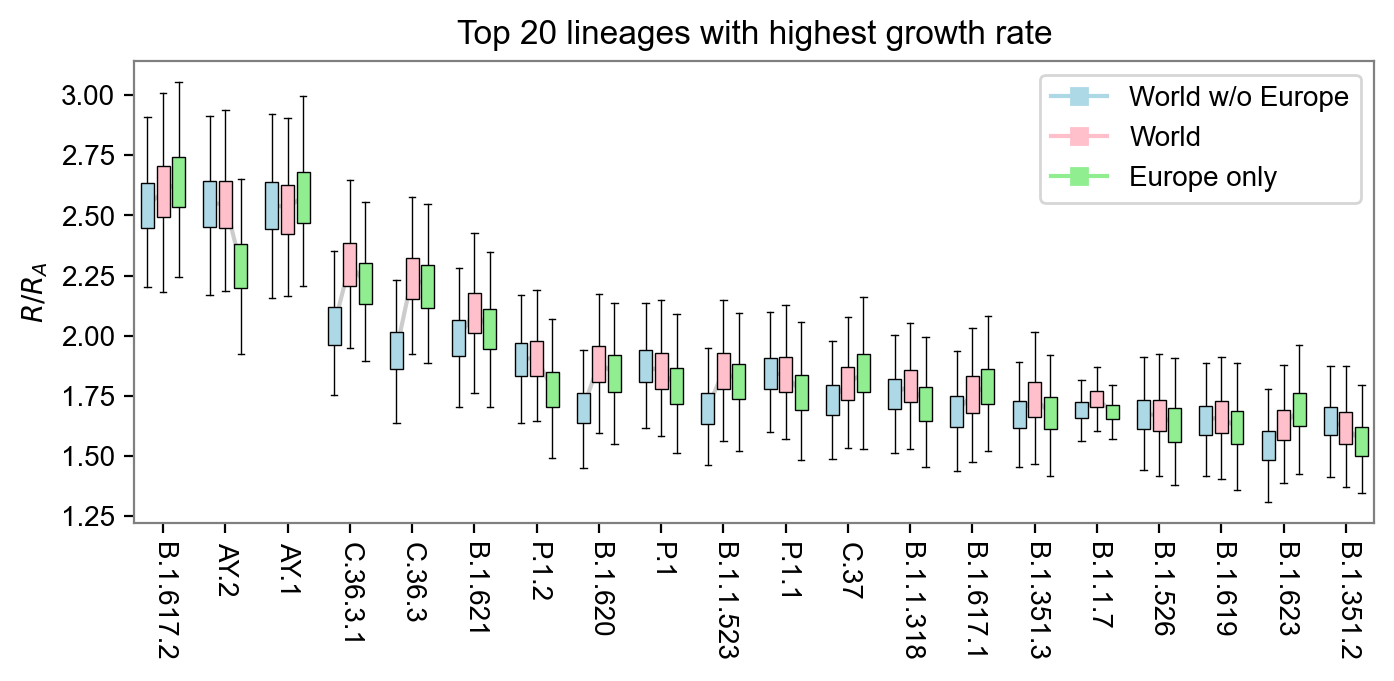 Top 20 lineages with highest growth rate
World w/o Europe
World
Europe only
R/R_A
3.00
2.75
2.50
2.25
2.00
1.75
1.50
1.25
B.1.617.2
AY.2
AY.1
C.36.3.1
C.36.3
B.1.621
P.1.2
B.1.620
P.1
B.1.1.523
P.1.1
C.37
B.1.1.318
B.1.617.1
B.1.351.3
B.1.1.7
B.1.526
B.1.619
B.1.623
B.1.351.2